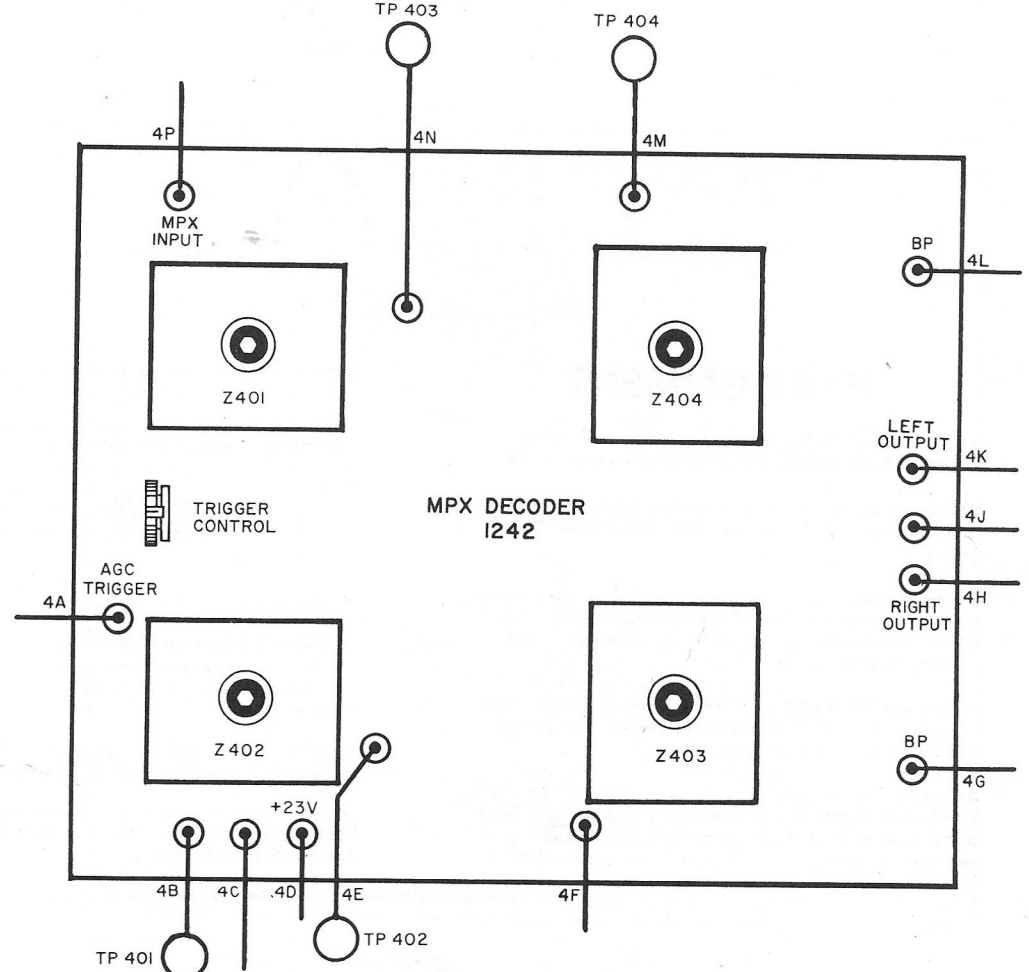 TP 403
TP 404
4P
4N
4M
MPX
INPUT
BP
4L
Z401
Z404
LEFT
OUTPUT
4K
TRIGGER
CONTROL
MPX DECODER
1242
4J
AGC
TRIGGER
4A
4H
RIGHT
OUTPUT
Z402
Z403
BP
4G
+23V
4B
4C
4D
4E
4F
TP 401
TP 402